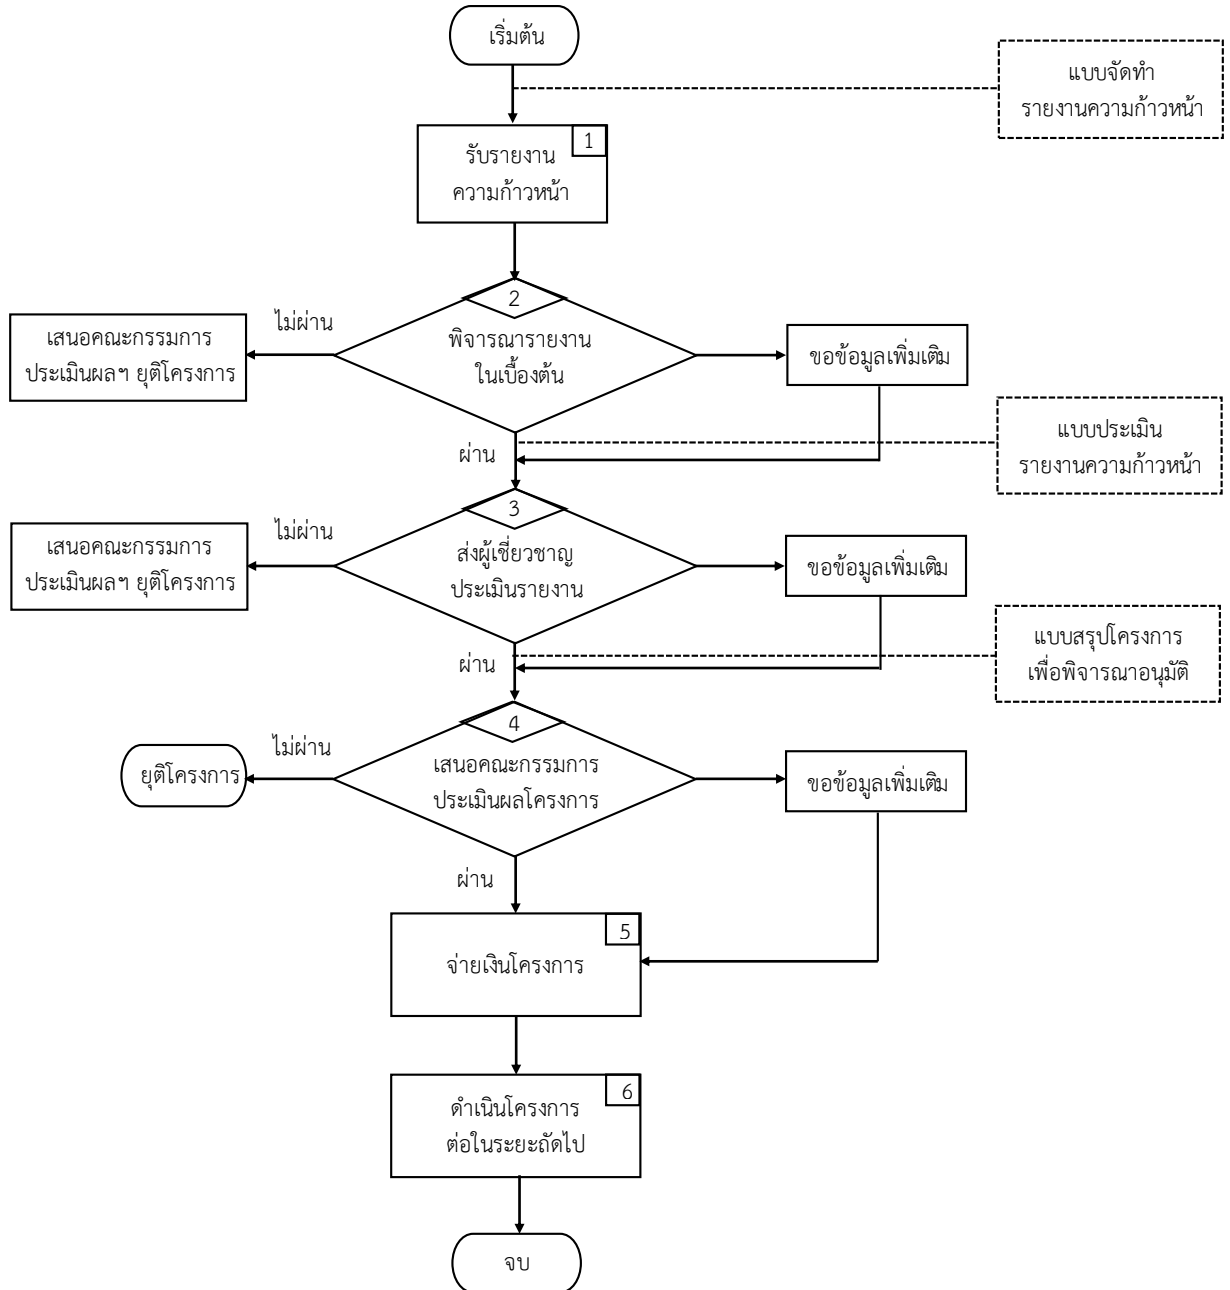 เริ่มต้น
แบบจัดทำ
รายงานความก้าวหน้า
1
รับรายงาน
ความก้าวหน้า
2
พิจารณารายงาน
ในเบื้องต้น
ไม่ผ่าน
เสนอคณะกรรมการ
ประเมินผลฯ ยุติโครงการ
ขอข้อมูลเพิ่มเติม
แบบประเมิน
รายงานความก้าวหน้า
ผ่าน
3
ส่งผู้เชี่ยวชาญ
ประเมินรายงาน
ไม่ผ่าน
เสนอคณะกรรมการ
ประเมินผลฯ ยุติโครงการ
ขอข้อมูลเพิ่มเติม
แบบสรุปโครงการ
เพื่อพิจารณาอนุมัติ
ผ่าน
4
เสนอคณะกรรมการ
ประเมินผลโครงการ
ไม่ผ่าน
ยุติโครงการ
ขอข้อมูลเพิ่มเติม
ผ่าน
5
จ่ายเงินโครงการ
6
ดำเนินโครงการ
ต่อในระยะถัดไป
จบ